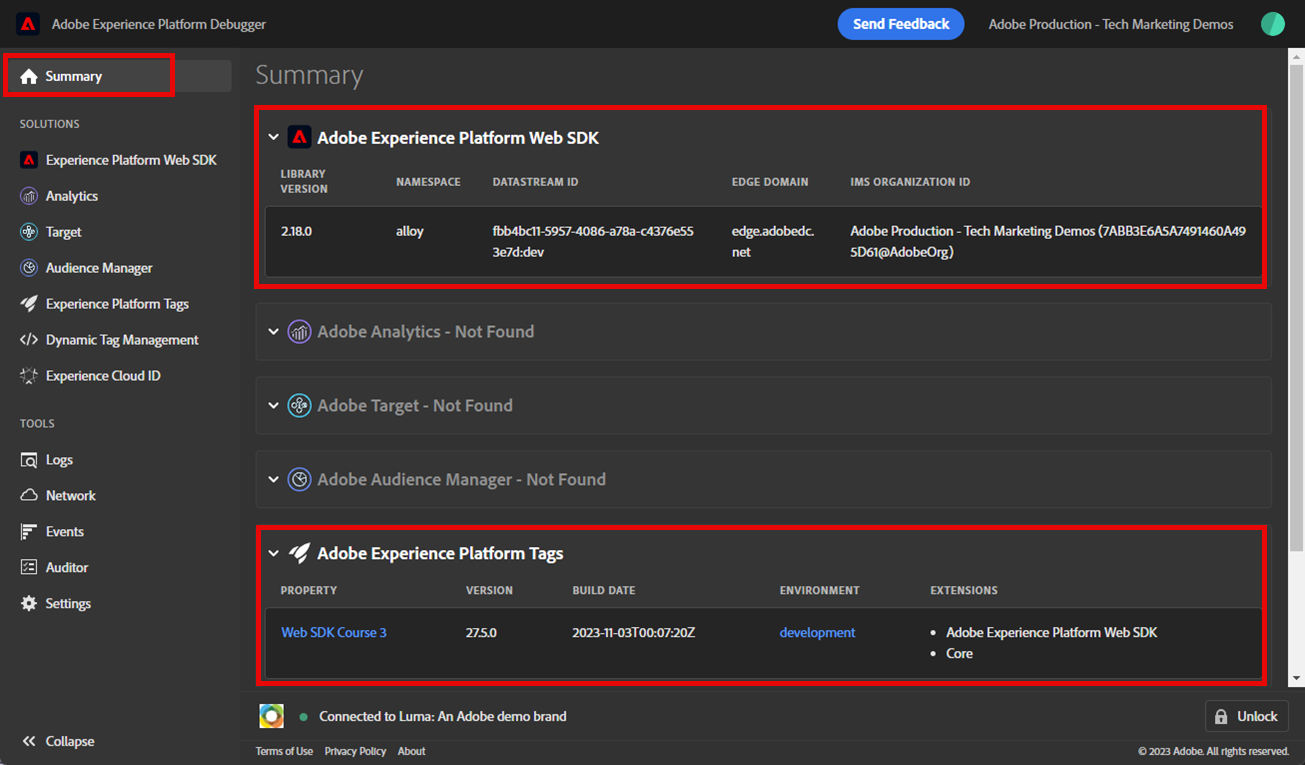 Adobe Experience Platform Debugger
Send Feedback
Adobe Production - Tech Marketing Demos
Summary
SOLUTIONS
Experience Platform Web SDK
Analytics
Target
Audience Manager
Experience Platform Tags
Dynamic Tag Management
Experience Cloud ID
TOOLS
Logs
Network
Events
Auditor
Settings
Collapse
Summary
Adobe Experience Platform Web SDK
LIBRARY
VERSION
NAMESPACE
DATASTREAM ID
EDGE DOMAIN
IMS ORGANIZATION ID
2.18.0
alloy
fbb4bc11-5957-4086-a78a-c4376e55
3e7d:dev
edge.adobedc.
net
Adobe Production - Tech Marketing Demos (7ABB3E6A5A7491460A49
5D61@AdobeOrg)
Adobe Analytics - Not Found
Adobe Target - Not Found
Adobe Audience Manager - Not Found
Adobe Experience Platform Tags
PROPERTY
VERSION
BUILD DATE
ENVIRONMENT
EXTENSIONS
Web SDK Course 3
27.5.0
2023-11-03T00:07:20Z
development
• Adobe Experience Platform Web SDK
• Core
Connected to Luma: An Adobe demo brand
Unlock
Terms of Use
Privacy Policy
About
© 2023 Adobe. All rights reserved.